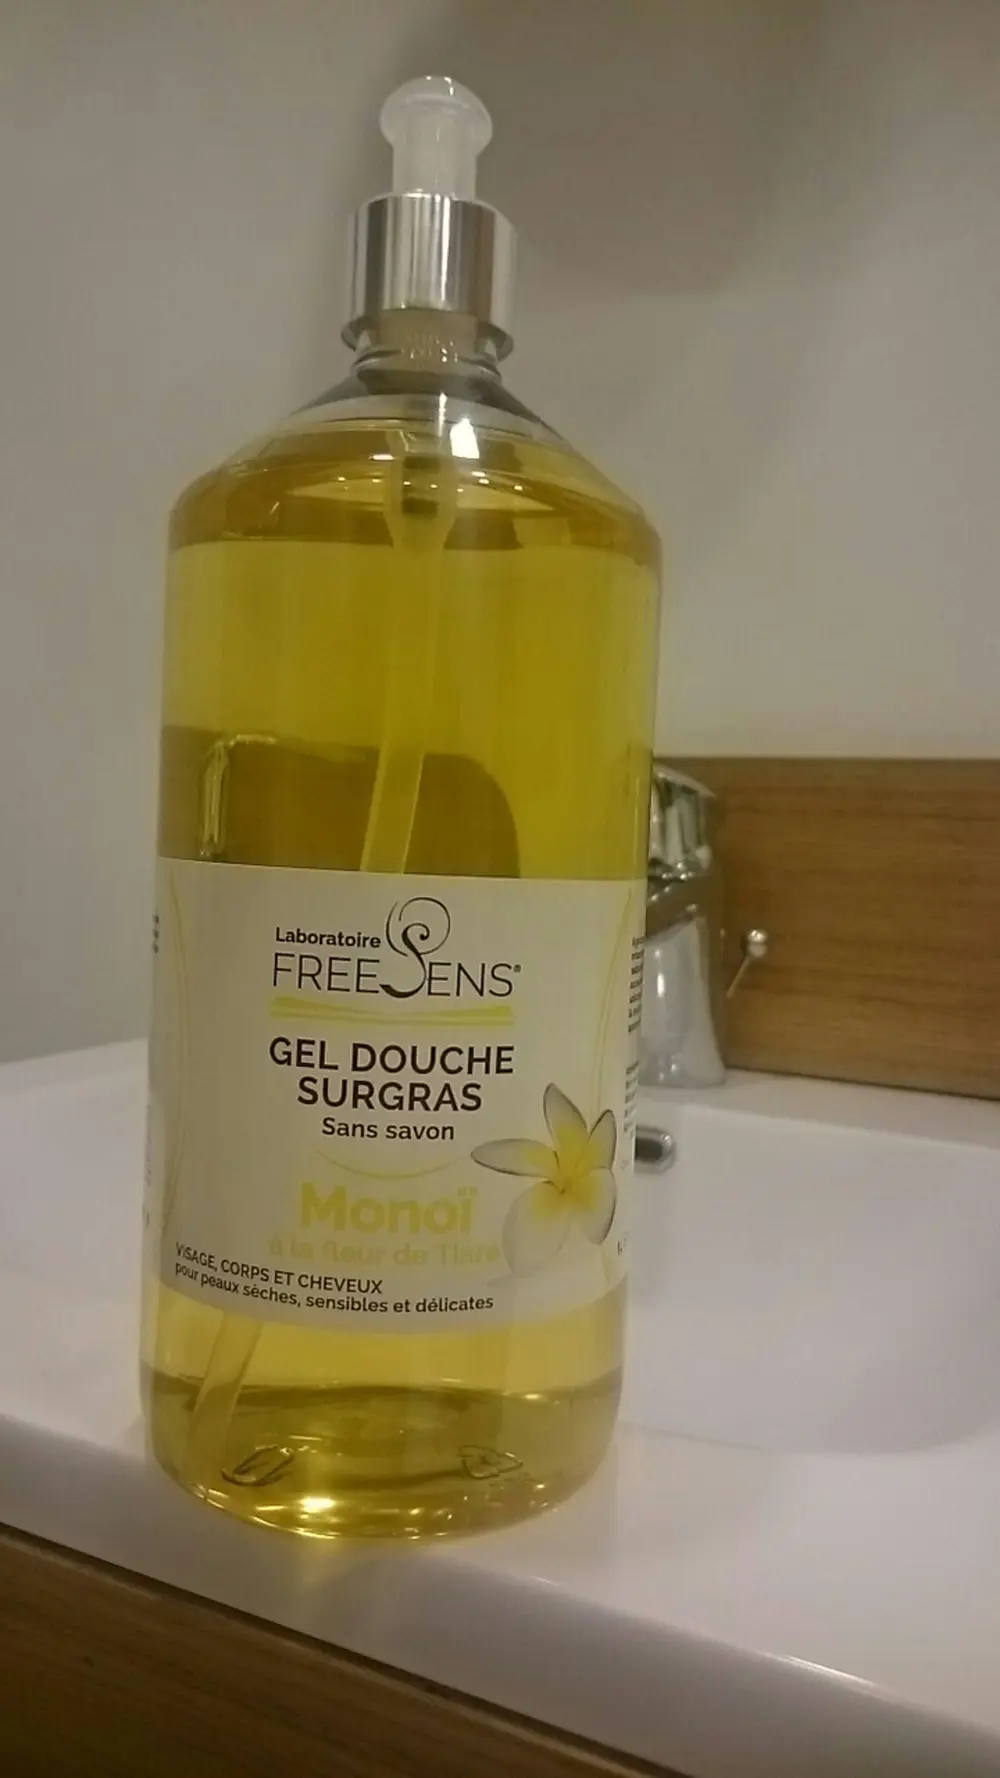 Laboratoire
FREESENS®
GEL DOUCHE
SURGRAS
Sans savon
Monoï
à la fleur de Tiaré
VISAGE, CORPS ET CHEVEUX
pour peaux sèches, sensibles et délicates